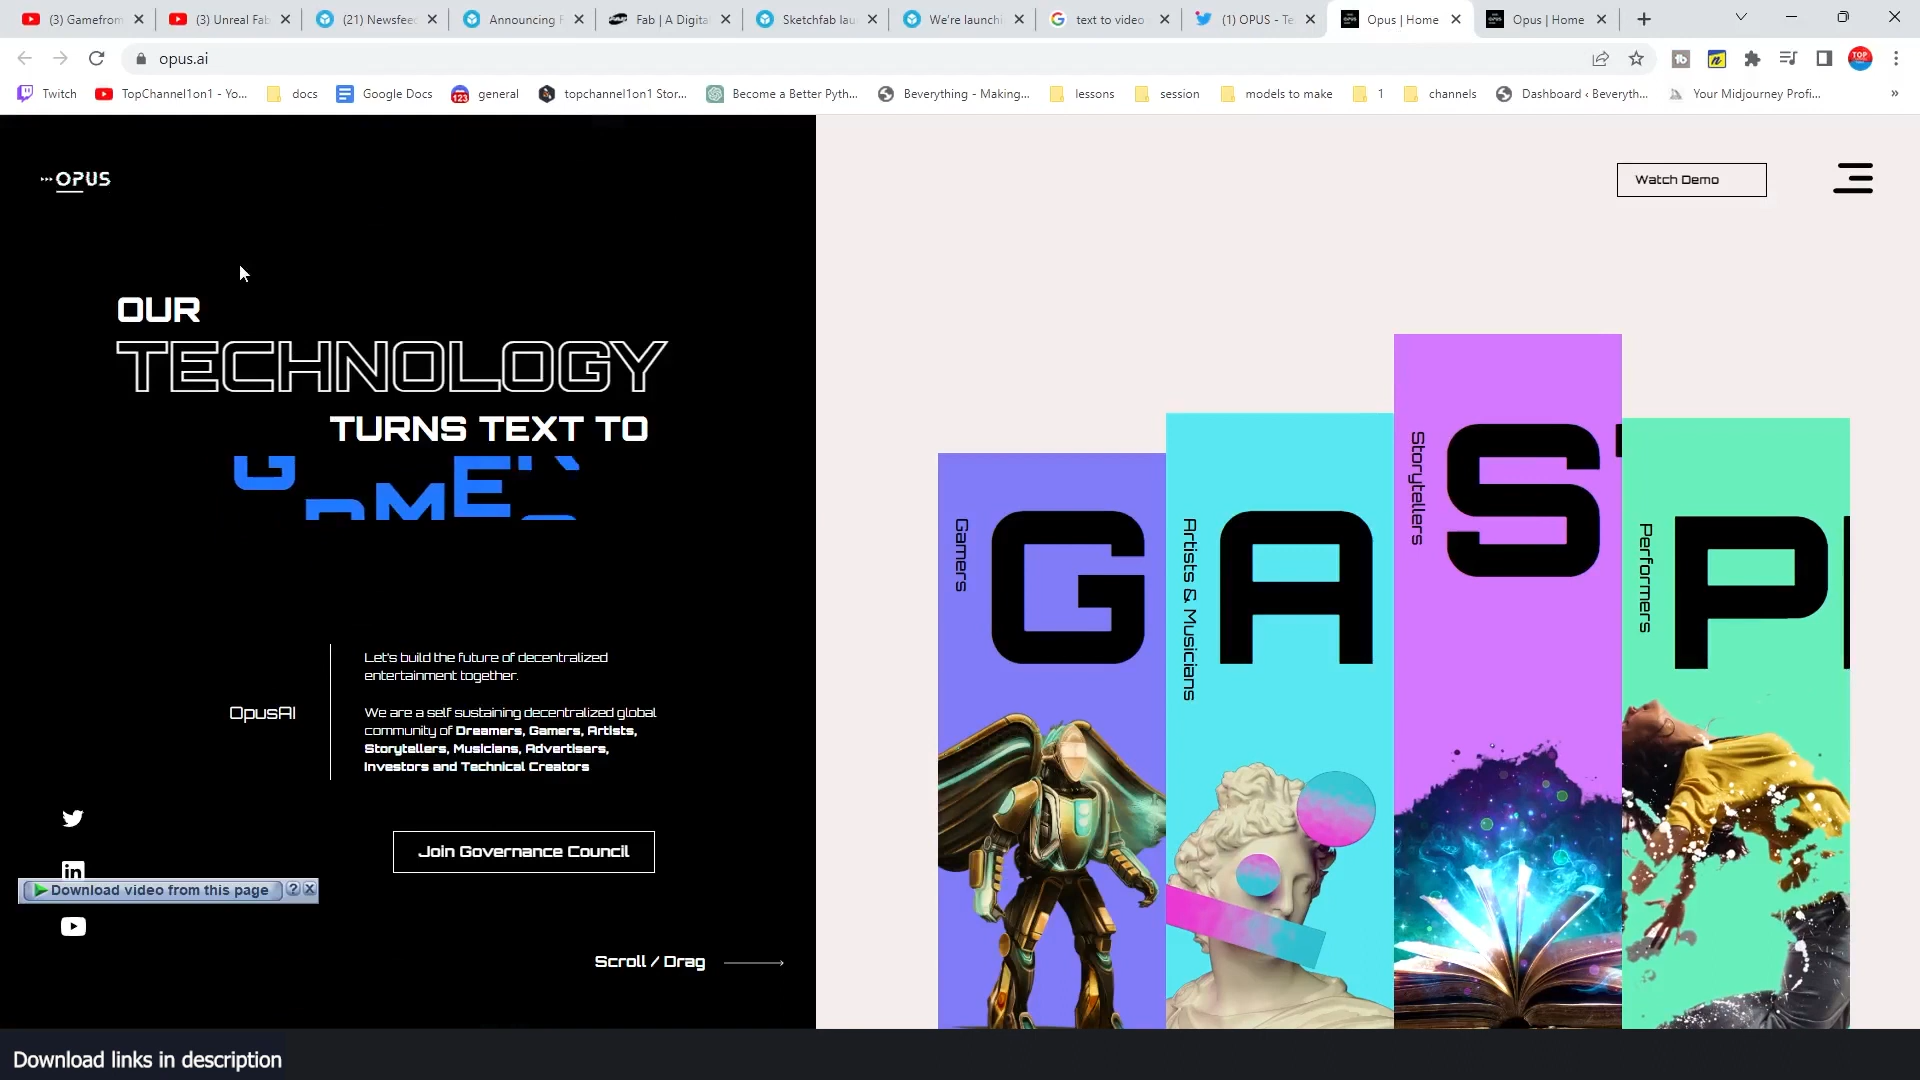 (3) Gamefrom
(3) Unreal Fab
(21) Newsfeed
Announcing F
Fab | A Digita
Sketchfab lau
We're launchi
text to video
(1) OPUS - Te
Opus | Home
Opus | Home
opus.ai
Twitch
TopChannel1on1 - Yo...
docs
Google Docs
123
general
topchannel1on1 Stor...
Become a Better Pyth...
Beverything - Making...
lessons
session
models to make
1
channels
Dashboard ‹ Beveryth...
Your Midjourney Profi...
»
OPUS
Watch Demo
OUR
TECHNOLOGY
TURNS TEXT TO
Gamers
G
Artists & Musicians
A
Storytellers
S
Performers
P
OpusAI
Let's build the future of decentralized
entertainment together.
We are a self sustaining decentralized global
community of Dreamers, Gamers, Artists,
Storytellers, Musicians, Advertisers,
Investors and Technical Creators
Join Governance Council
Download video from this page
Scroll / Drag
Download links in description